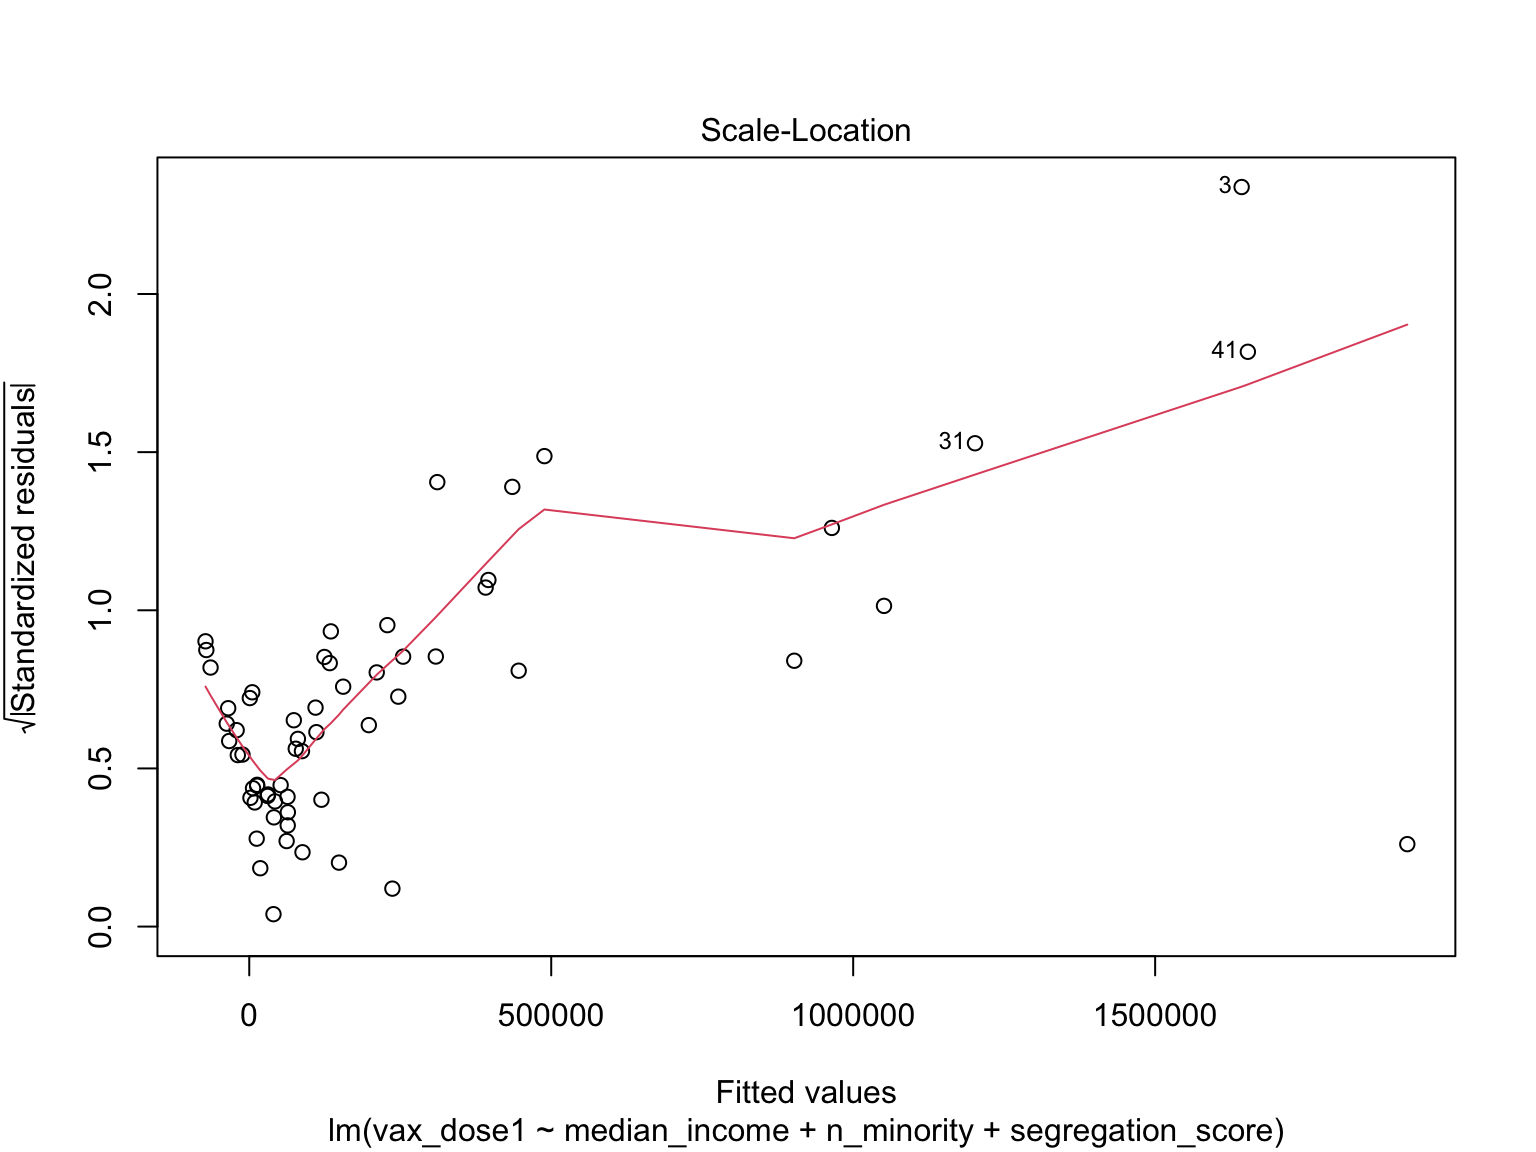 Scale-Location
√|Standardized residuals|
2.0
1.5
1.0
0.5
0.0
3
41
31
0 500000 1000000 1500000
Fitted values
lm(vax_dose1 ~ median_income + n_minority + segregation_score)